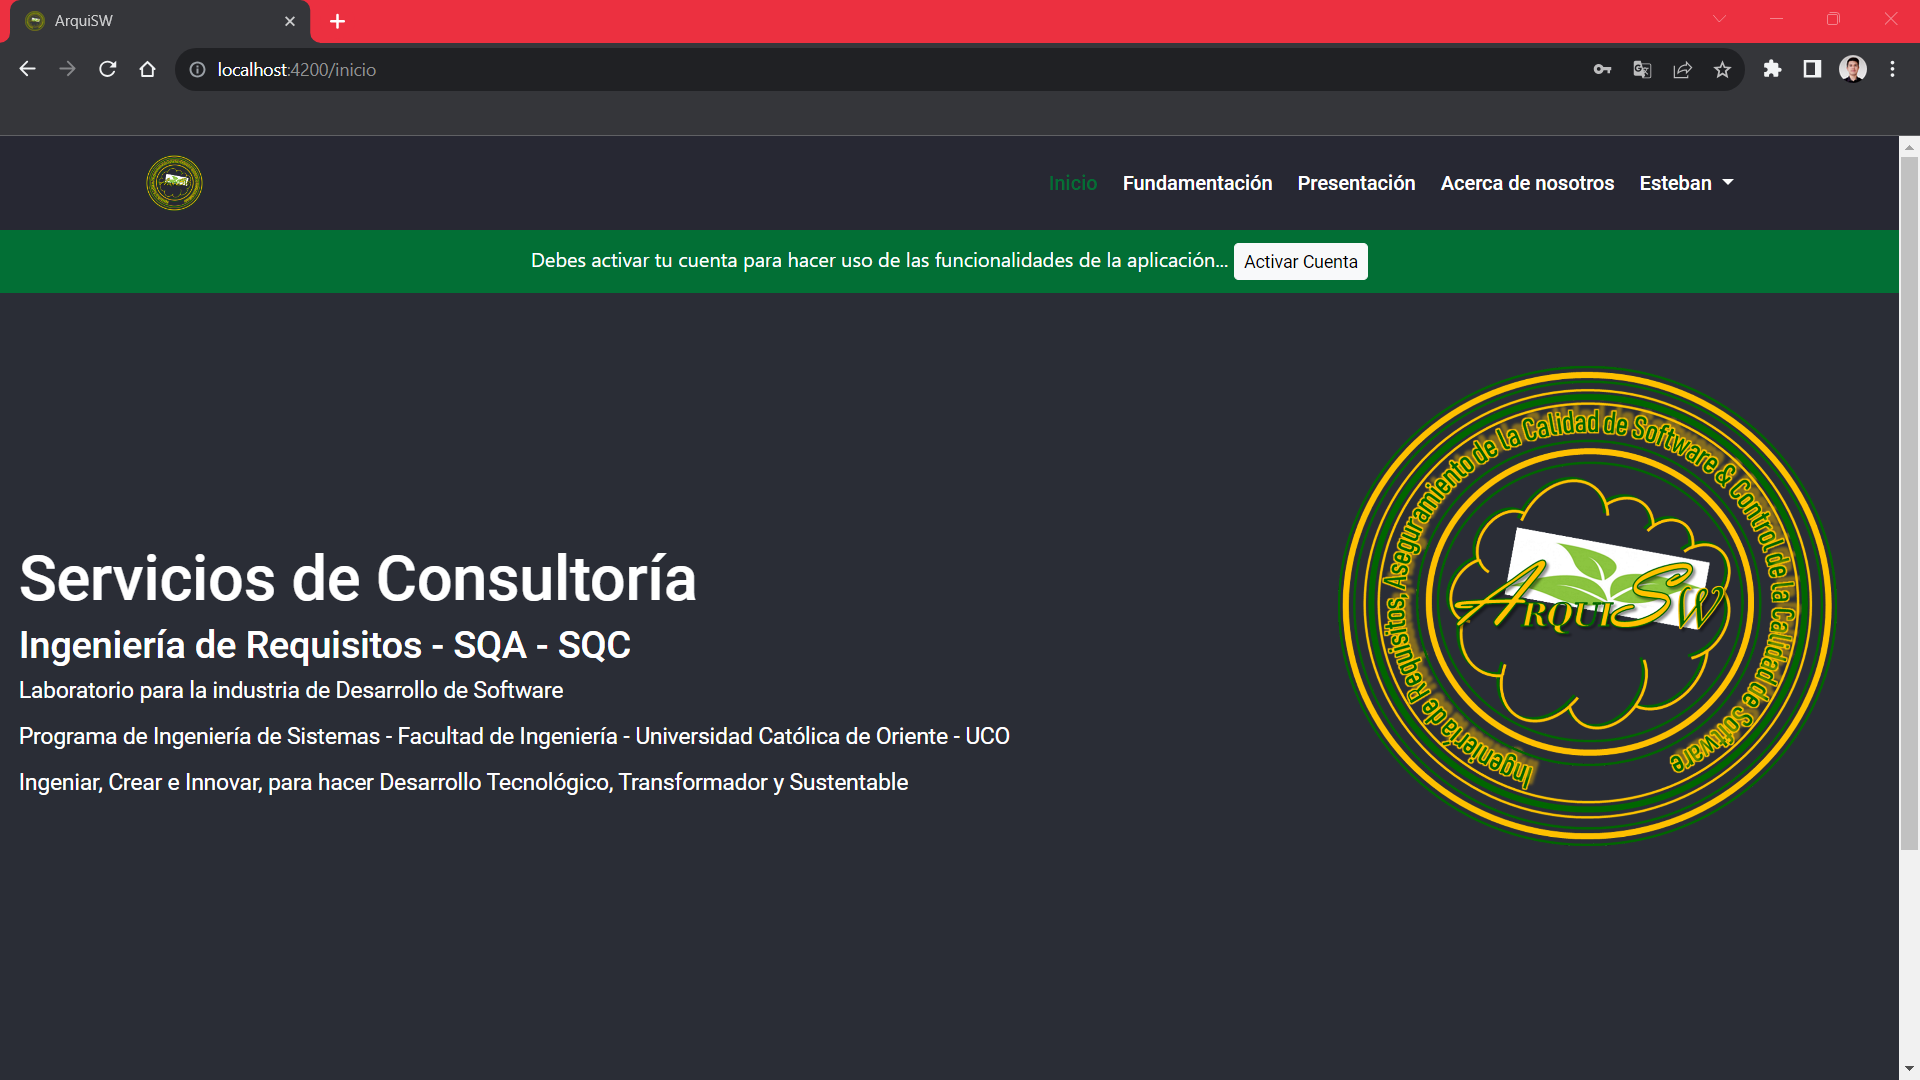 ArquiSW
localhost:4200/inicio
Inicio Fundamentación Presentación Acerca de nosotros Esteban
Debes activar tu cuenta para hacer uso de las funcionalidades de la aplicación... Activar Cuenta
Servicios de Consultoría
Ingeniería de Requisitos - SQA - SQC
Laboratorio para la industria de Desarrollo de Software
Programa de Ingeniería de Sistemas - Facultad de Ingeniería - Universidad Católica de Oriente - UCO
Ingeniar, Crear e Innovar, para hacer Desarrollo Tecnológico, Transformador y Sustentable
Ingeniería de Requisitos, Aseguramiento de la Calidad de Software & Control de la Calidad de Software
ArquiSW